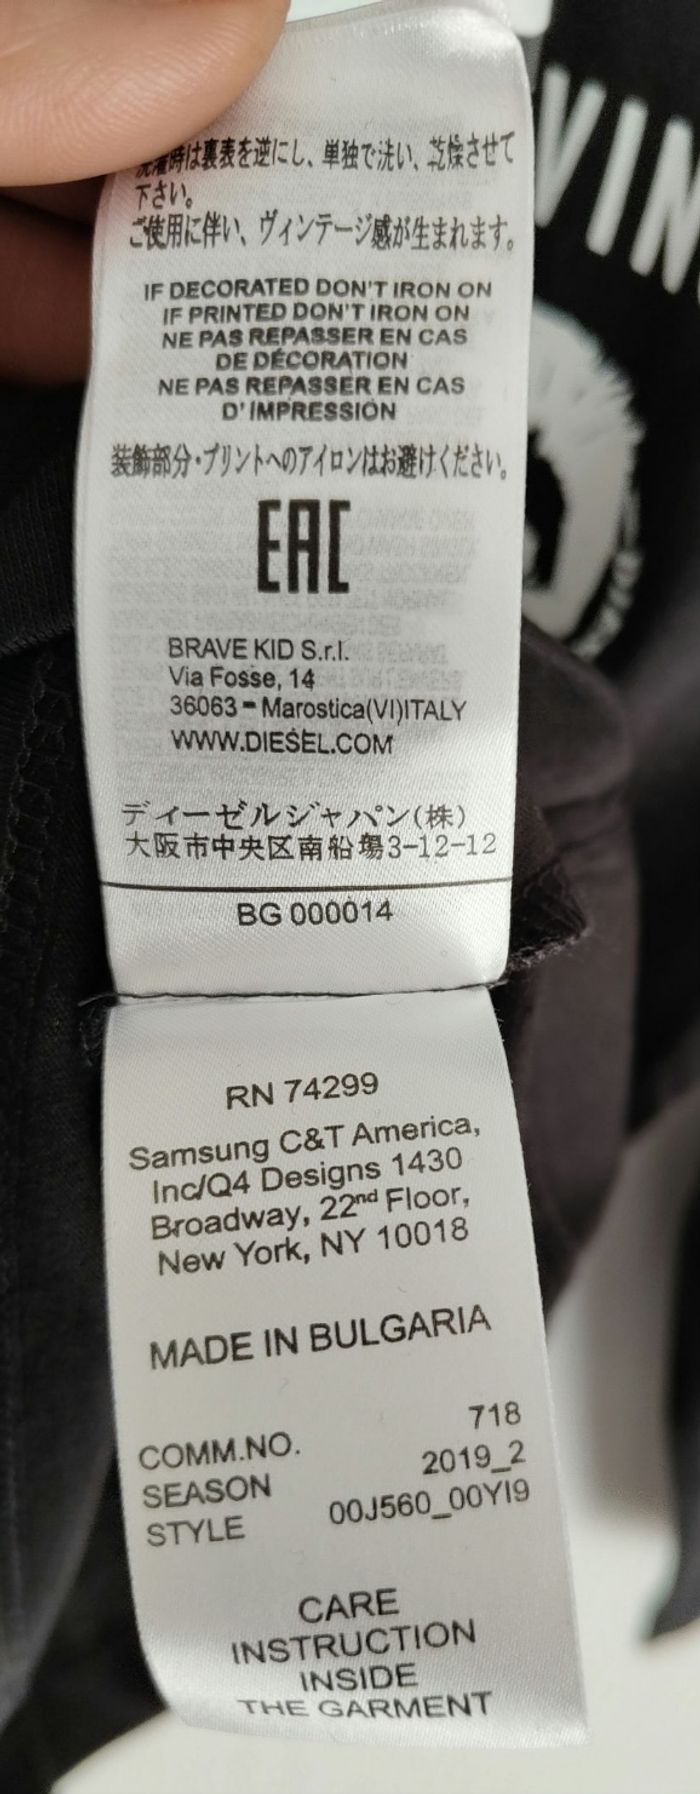 洗濯時は裏表を逆にし、単独で洗い、乾燥させて
下さい。
ご使用に伴い、ヴィンテージ感が生まれます。
IF DECORATED DON'T IRON ON
IF PRINTED DON'T IRON ON
NE PAS REPASSER EN CAS
DE DÉCORATION
NE PAS REPASSER EN CAS
D'IMPRESSION
装飾部分・プリントへのアイロンはお避けください。
EAC
BRAVE KID S.r.l.
Via Fosse, 14
36063 - Marostica(VI)ITALY
WWW.DIESEL.COM
ディーゼルジャパン(株)
大阪市中央区南船場3-12-12
BG 000014
RN 74299
Samsung C&T America,
Inc/Q4 Designs 1430
Broadway, 22nd Floor,
New York, NY 10018
MADE IN BULGARIA
COMM.NO. 718
SEASON 2019_2
STYLE 00J560_00YI9
CARE
INSTRUCTION
INSIDE
THE GARMENT
VIN